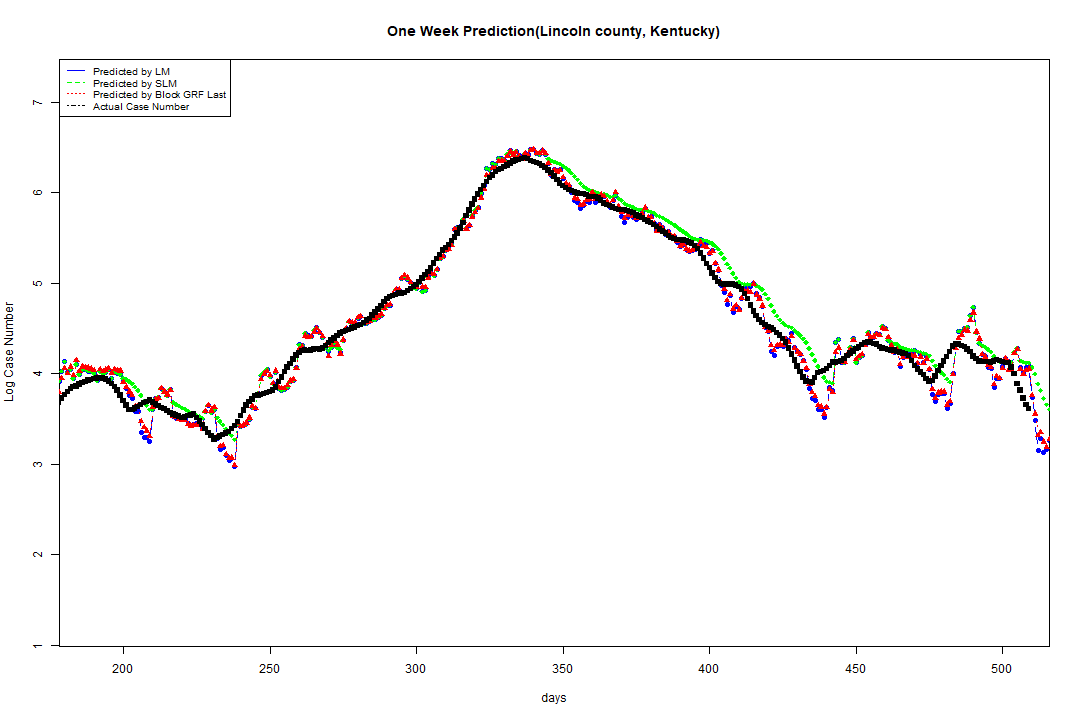 One Week Prediction(Lincoln county, Kentucky)
Predicted by LM
Predicted by SLM
Predicted by Block GRF Last
Actual Case Number
7
6
5
4
3
2
1
Log Case Number
200 250 300 350 400 450 500
days